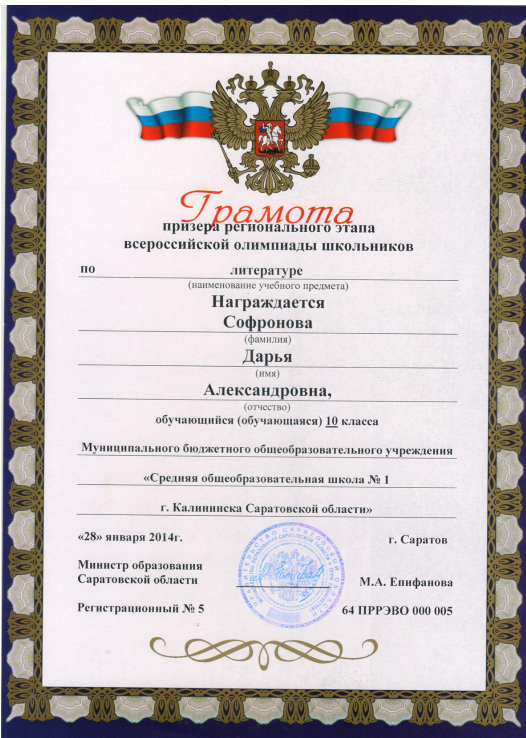 Грамота
призера регионального этапа
всероссийской олимпиады школьников
по литературе
(наименование учебного предмета)
Награждается
Софронова
(фамилия)
Дарья
(имя)
Александровна,
(отчество)
обучающийся (обучающаяся) 10 класса
Муниципального бюджетного общеобразовательного учреждения
«Средняя общеобразовательная школа № 1
г. Калининска Саратовской области»
«28» января 2014г. г. Саратов
Министр образования
Саратовской области М.А. Епифанова
Регистрационный № 5 64 ПРРЭВО 000 005